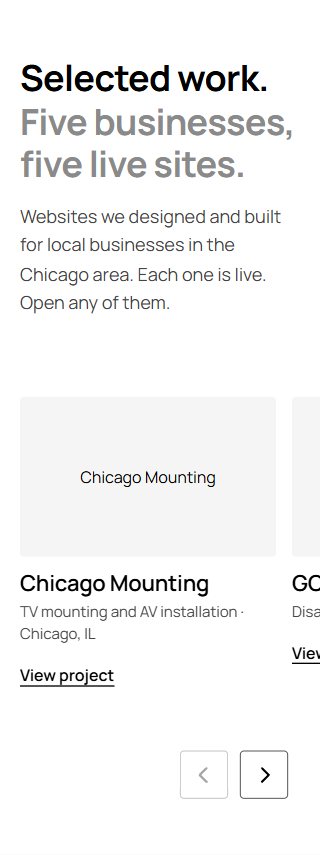 Selected work.
Five businesses,
five live sites.
Websites we designed and built
for local businesses in the
Chicago area. Each one is live.
Open any of them.
Chicago Mounting
Chicago Mounting
TV mounting and AV installation ·
Chicago, IL
View project